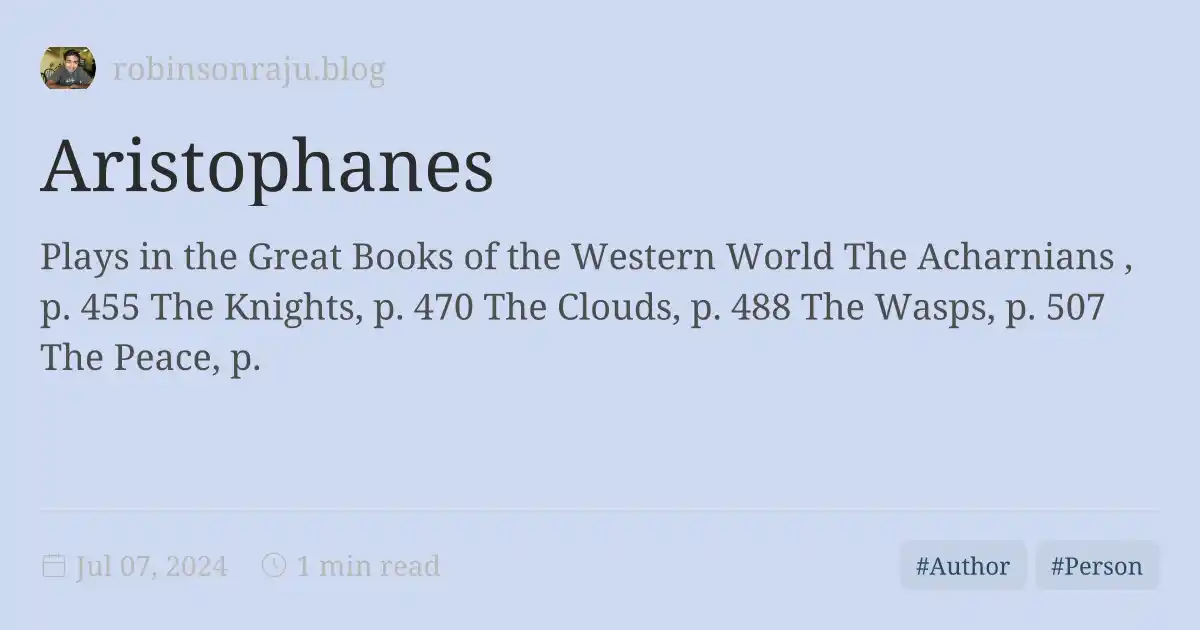 robinsonraju.blog
Aristophanes
Plays in the Great Books of the Western World The Acharnians ,
p. 455 The Knights, p. 470 The Clouds, p. 488 The Wasps, p. 507
The Peace, p.
Jul 07, 2024 1 min read #Author #Person